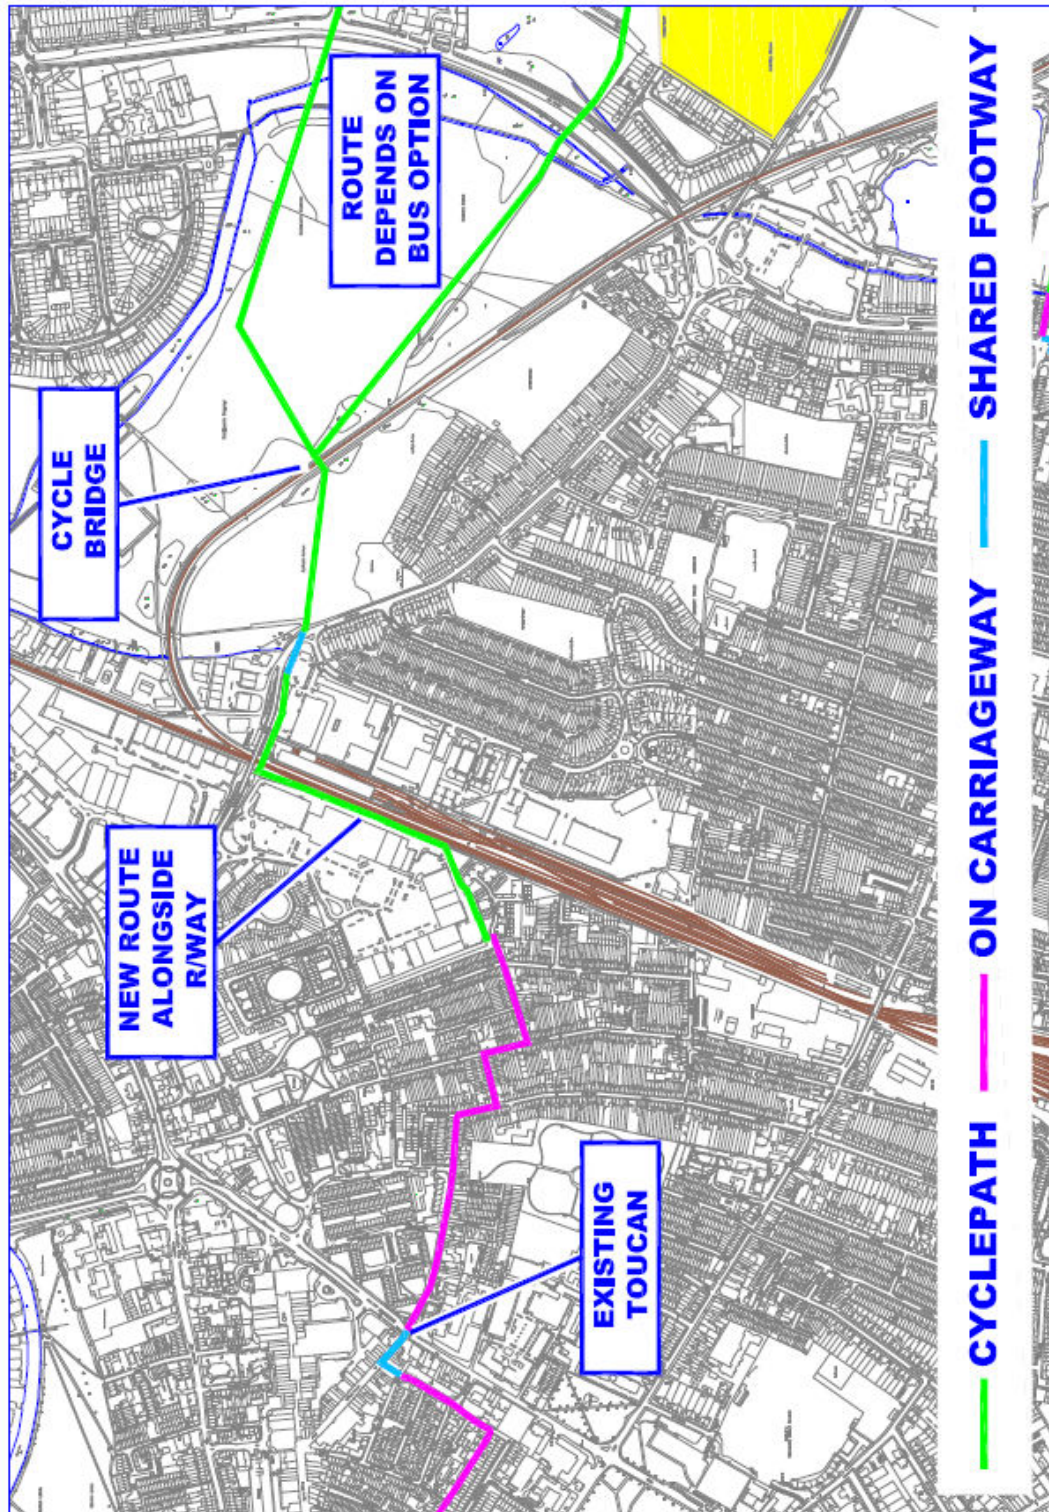 EXISTING
TOUCAN
NEW ROUTE
ALONGSIDE
R/WAY
CYCLE
BRIDGE
ROUTE
DEPENDS ON
BUS OPTION
CYCLEPATH
ON CARRIAGEWAY
SHARED FOOTWAY